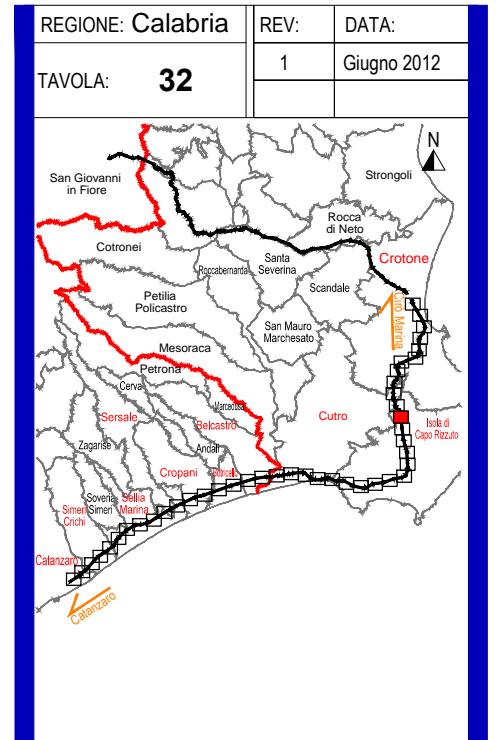 REGIONE: Calabria
REV:
DATA:
TAVOLA: 32
1
Giugno 2012
N
San Giovanni
in Fiore
Strongoli
Rocca
di Neto
Cotronei
Santa
Severina
Crotone
Roccabernarda
Scandale
Petilia
Policastro
Cirò Marina
San Mauro
Marchesato
Mesoraca
Petrona
Cerva
Marcedusa
Sersale
Belcastro
Cutro
Isola di
Capo Rizzuto
Zagarise
Andali
Cropani
Botricello
Soveria
Simeri
Sellia
Marina
Simeri
Crichi
Catanzaro
Catanzaro